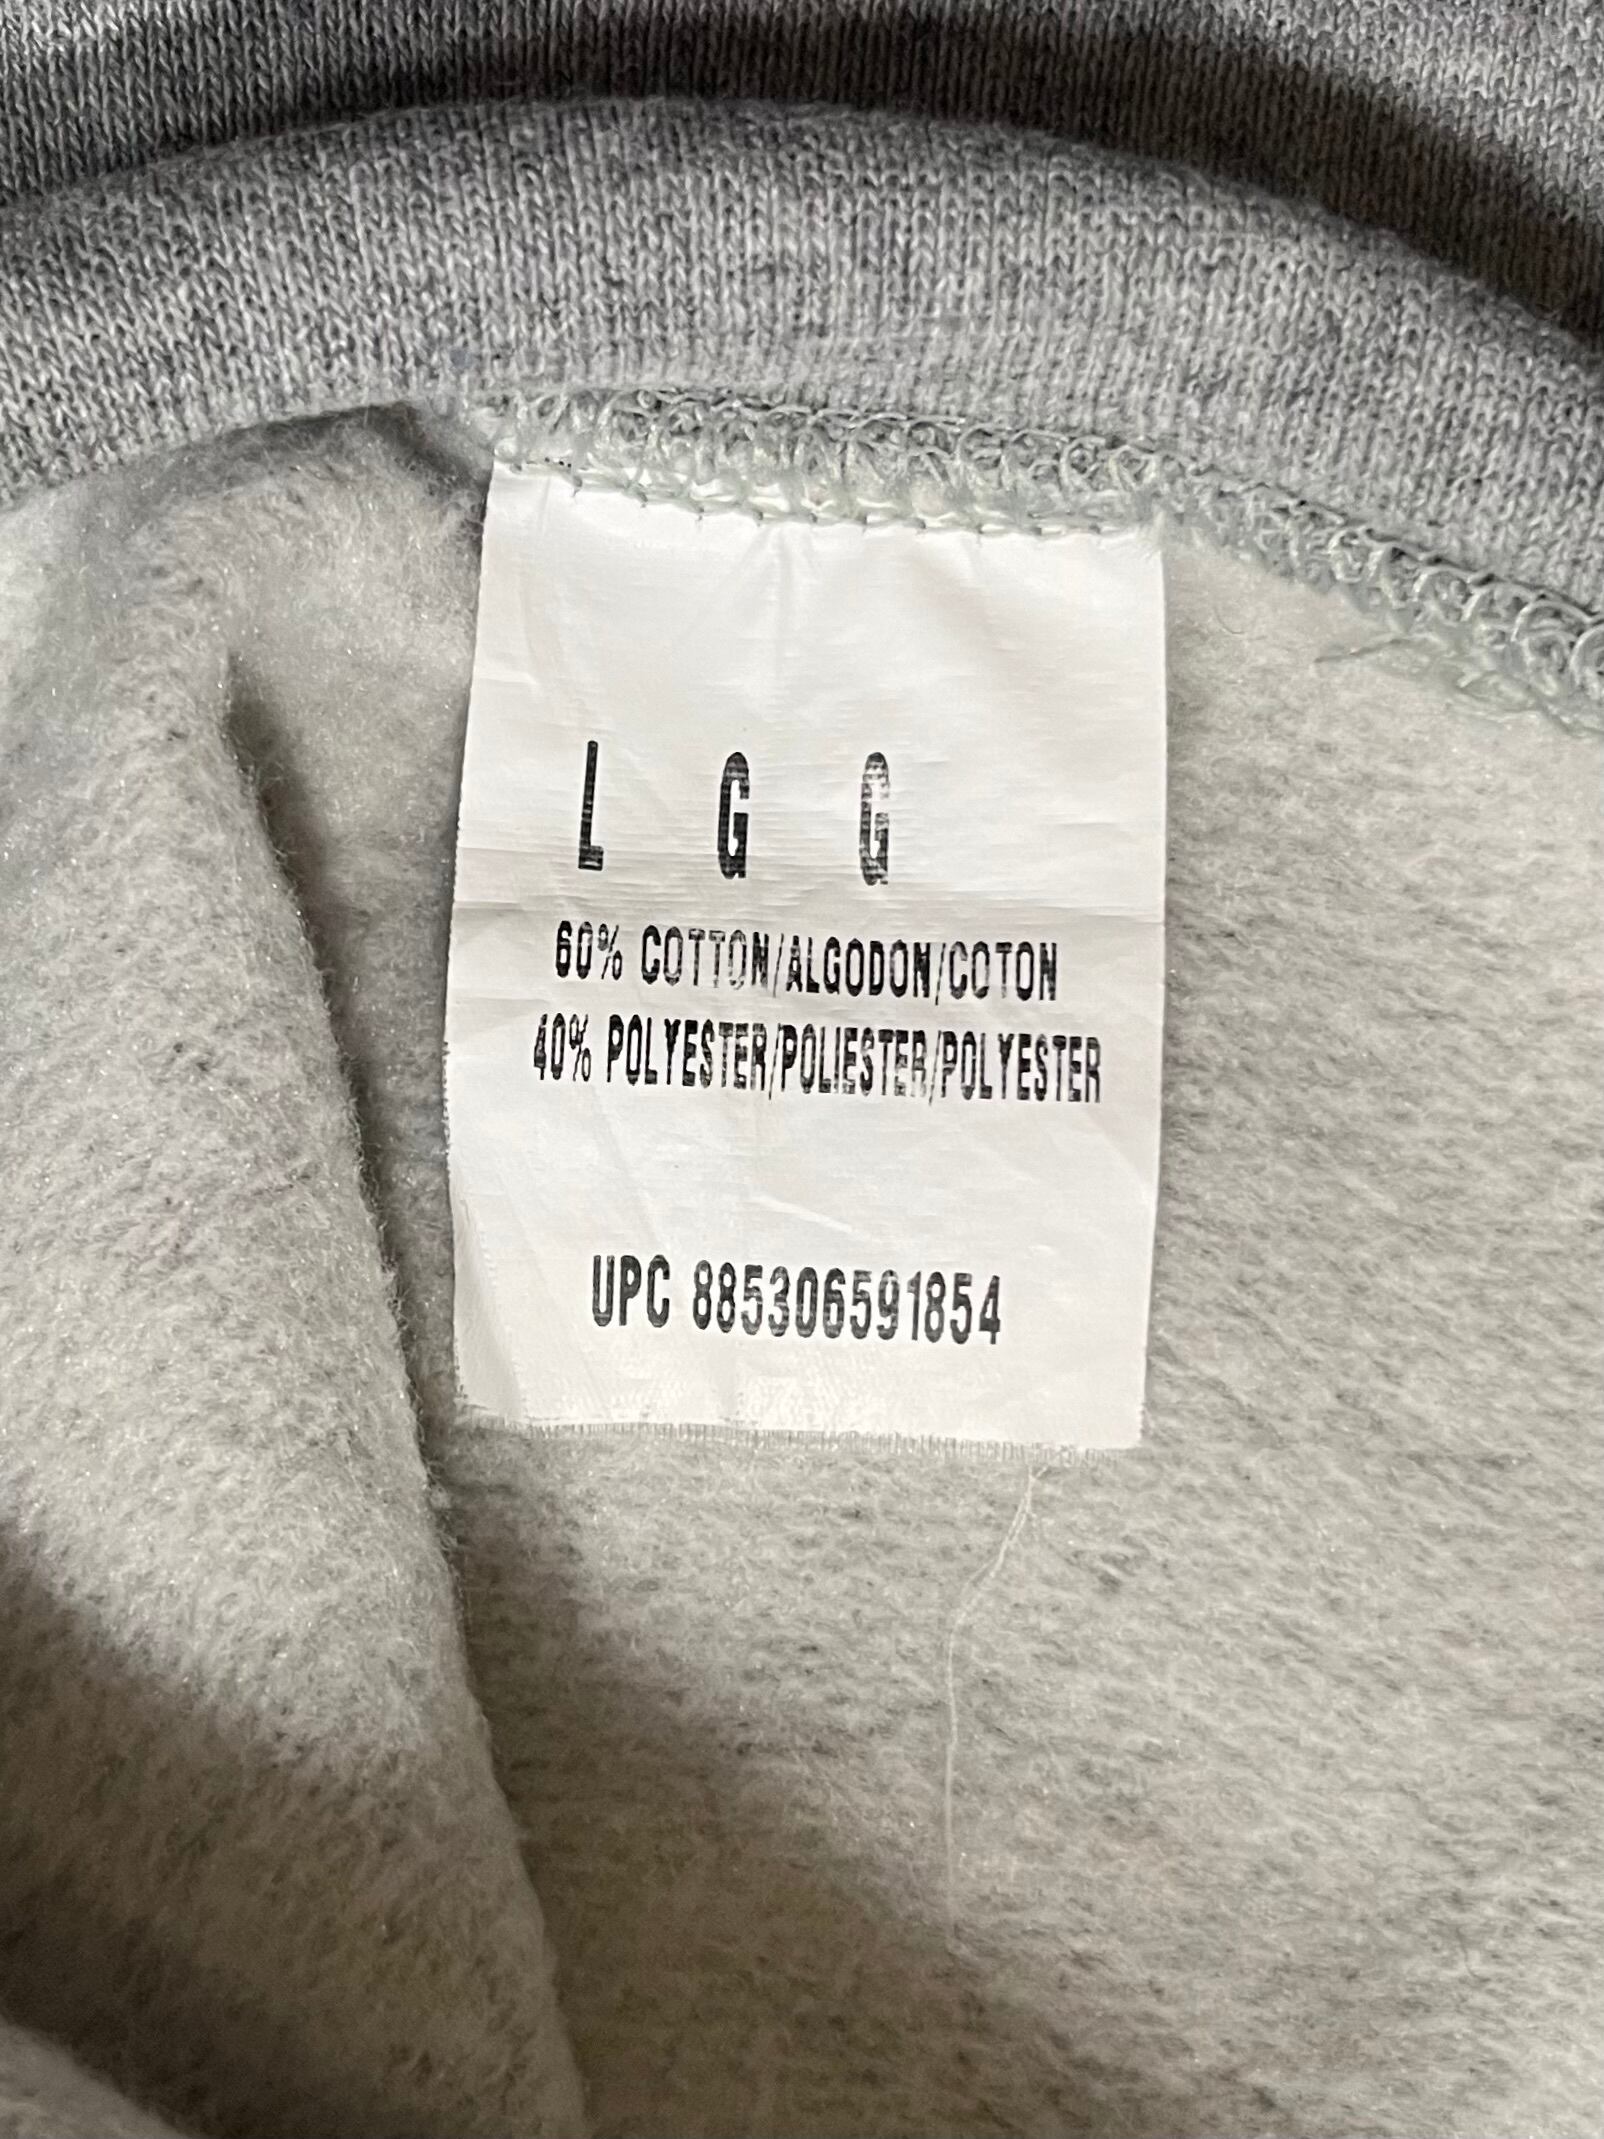 L G G
60% COTTON/ALGODON/COTON
40% POLYESTER/POLIESTER/POLYESTER
UPC 885306591854